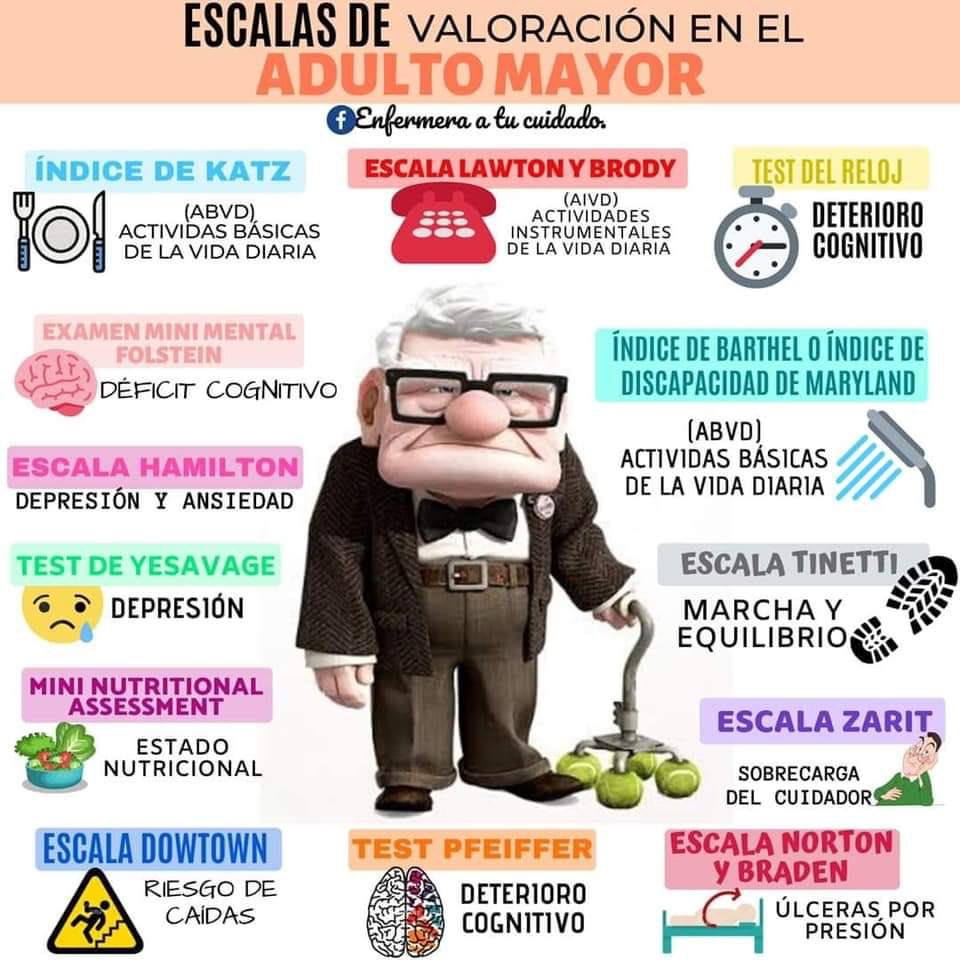 ESCALAS DE VALORACIÓN EN EL
ADULTO MAYOR
Enfermera a tu cuidado.
ÍNDICE DE KATZ
(ABVD)
ACTIVIDAS BÁSICAS
DE LA VIDA DIARIA
ESCALA LAWTON Y BRODY
(AIVD)
ACTIVIDADES
INSTRUMENTALES
DE LA VIDA DIARIA
TEST DEL RELOJ
DETERIORO
COGNITIVO
EXAMEN MINI MENTAL
FOLSTEIN
DÉFICIT COGNITIVO
ÍNDICE DE BARTHEL O ÍNDICE DE
DISCAPACIDAD DE MARYLAND
(ABVD)
ACTIVIDAS BÁSICAS
DE LA VIDA DIARIA
ESCALA HAMILTON
DEPRESIÓN Y ANSIEDAD
TEST DE YESAVAGE
DEPRESIÓN
ESCALA TINETTI
MARCHA Y
EQUILIBRIO
MINI NUTRITIONAL
ASSESSMENT
ESTADO
NUTRICIONAL
ESCALA ZARIT
SOBRECARGA
DEL CUIDADOR
ESCALA DOWTOWN
RIESGO DE
CAÍDAS
TEST PFEIFFER
DETERIORO
COGNITIVO
ESCALA NORTON
Y BRADEN
ÚLCERAS POR
PRESIÓN